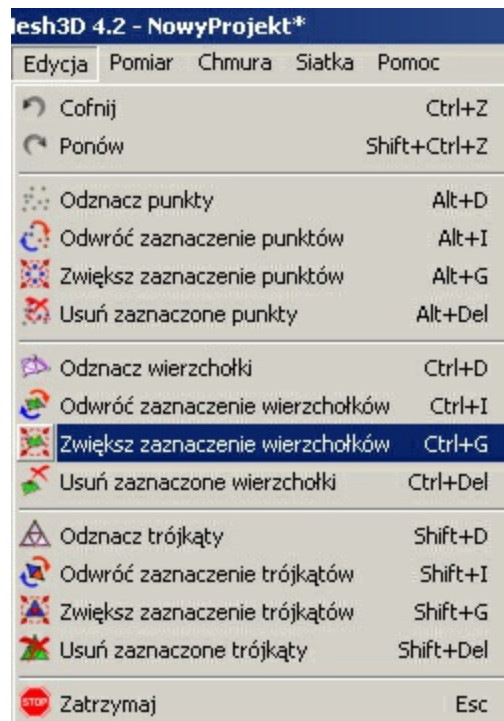 lesh3D 4.2 - NowyProjekt*
Edycja Pomiar Chmura Siatka Pomoc
Cofnij Ctrl+Z
Ponów Shift+Ctrl+Z
Odznacz punkty Alt+D
Odwróć zaznaczenie punktów Alt+I
Zwiększ zaznaczenie punktów Alt+G
Usuń zaznaczone punkty Alt+Del
Odznacz wierzchołki Ctrl+D
Odwróć zaznaczenie wierzchołków Ctrl+I
Zwiększ zaznaczenie wierzchołków Ctrl+G
Usuń zaznaczone wierzchołki Ctrl+Del
Odznacz trójkąty Shift+D
Odwróć zaznaczenie trójkątów Shift+I
Zwiększ zaznaczenie trójkątów Shift+G
Usuń zaznaczone trójkąty Shift+Del
STOP Zatrzymaj Esc